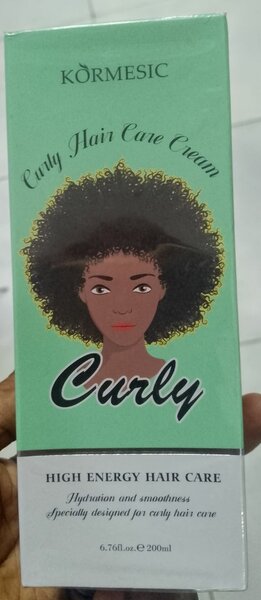 KORMESIC
Curly Hair Care Cream
Curly
HIGH ENERGY HAIR CARE
Hydration and smoothness
Specially designed for curly hair care
6.76fl.oz.℮200ml